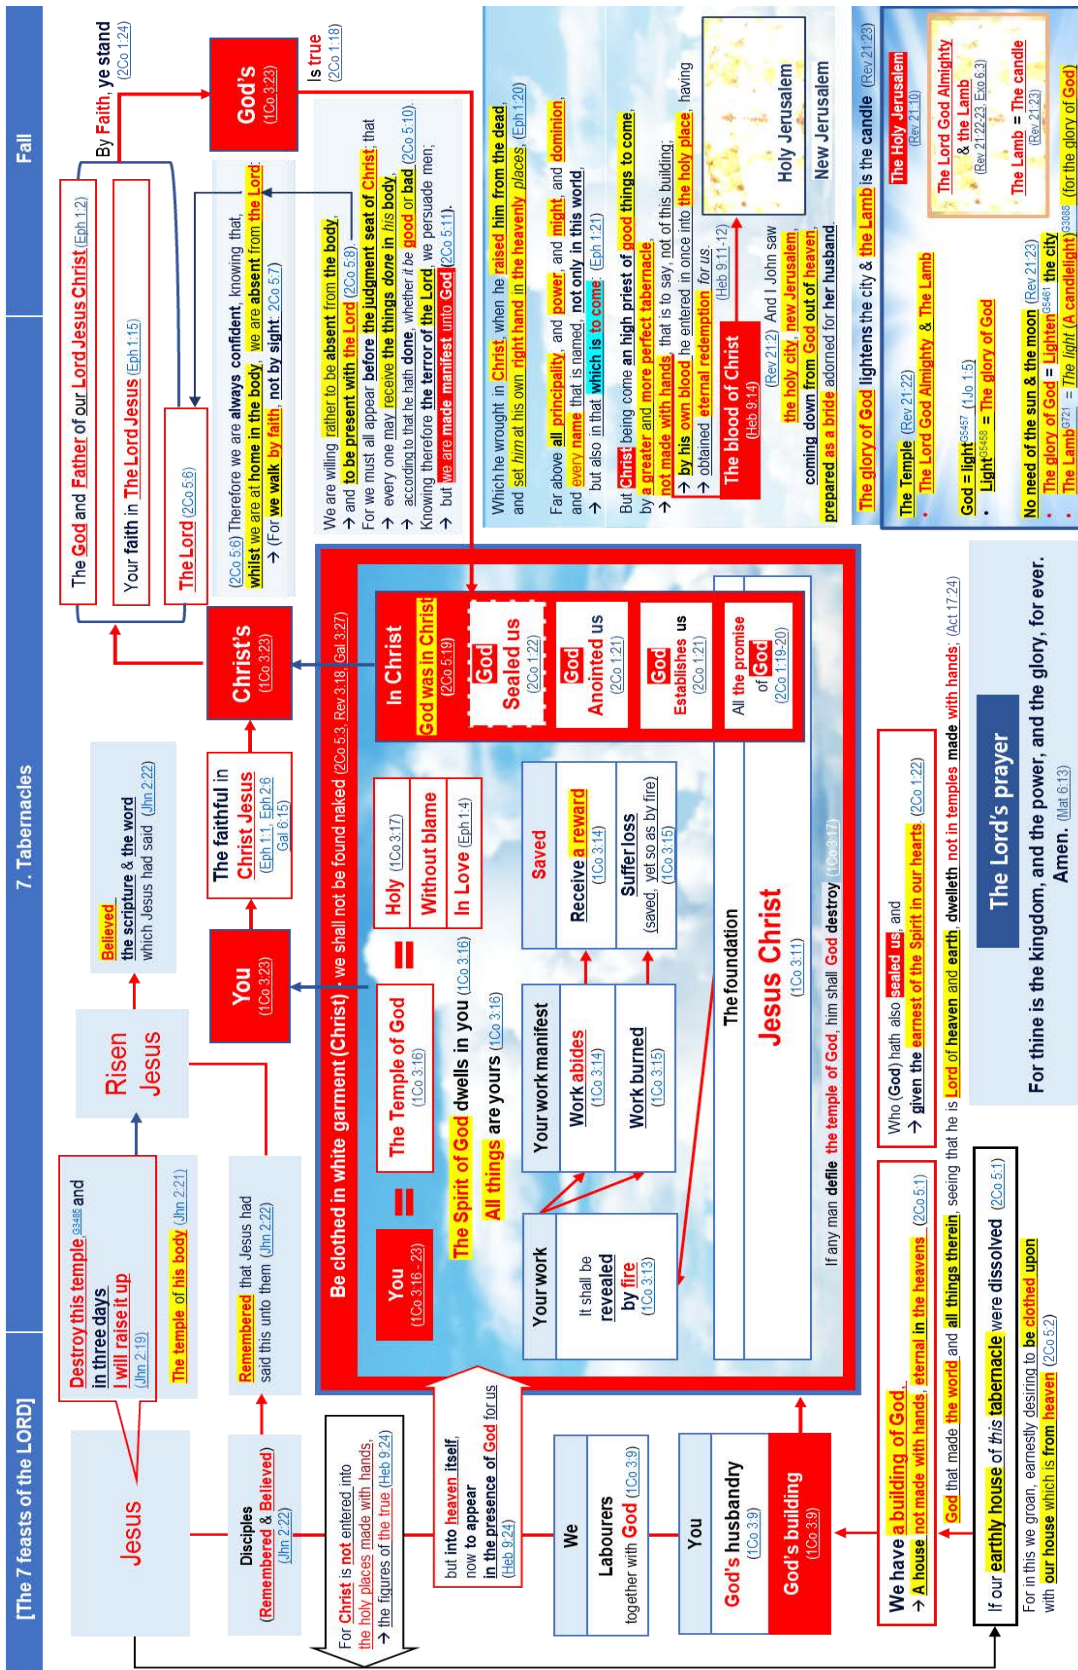 [The 7 feasts of the LORD]
7. Tabernacles
Fall
Jesus
Destroy this temple,G3485 and
in three days
I will raise it up
(Jhn 2:19)
The temple of his body (Jhn 2:21)
Risen
Jesus
Believed
the scripture & the word
which Jesus had said (Jhn 2:22)
Disciples
(Remembered & Believed)
(Jhn 2:22)
Remembered that Jesus had
said this unto them (Jhn 2:22)
You
(1Co 3:23)
The faithful in
Christ Jesus
(Eph 1:1, Eph 2:6
Gal 6:15)
Christ's
(1Co 3:23)
The God and Father of our Lord Jesus Christ (Eph 1:2)
Your faith in The Lord Jesus (Eph 1:15)
The Lord (2Co 5:6)
By Faith, ye stand
(2Co 1:24)
God's
(1Co 3:23)
Is true
(2Co 1:18)
(2Co 5:6) Therefore we are always confident, knowing that,
whilst we are at home in the body, we are absent from the Lord:
→ (For we walk by faith, not by sight: 2Co 5:7)
We are willing rather to be absent from the body,
→ and to be present with the Lord (2Co 5:8).
For we must all appear before the judgment seat of Christ; that
→ every one may receive the things done in his body,
→ according to that he hath done, whether it be good or bad (2Co 5:10).
Knowing therefore the terror of the Lord, we persuade men;
→ but we are made manifest unto God (2Co 5:11).
For Christ is not entered into
the holy places made with hands,
→ the figures of the true (Heb 9:24)
but into heaven itself,
now to appear
in the presence of God for us
(Heb 9:24)
We
Labourers
together with God (1Co 3:9)
You
God's husbandry
(1Co 3:9)
God's building
(1Co 3:9)
Be clothed in white garment (Christ) - we shall not be found naked (2Co 5:3, Rev 3:18, Gal 3:27)
You
(1Co 3:16 - 23)
=
The Temple of God
(1Co 3:16)
=
Holy (1Co 3:17)
Without blame
In Love (Eph 1:4)
The Spirit of God dwells in you (1Co 3:16)
All things are yours (1Co 3:16)
Your work
It shall be
revealed
by fire
(1Co 3:13)
Your work manifest
Work abides
(1Co 3:14)
Work burned
(1Co 3:15)
Saved
Receive a reward
(1Co 3:14)
Suffer loss
(saved, yet so as by fire)
(1Co 3:15)
The foundation
Jesus Christ
(1Co 3:11)
If any man defile the temple of God, him shall God destroy (1Co 3:17)
In Christ
God was in Christ
(2Co 5:19)
God
Sealed us
(2Co 1:22)
God
Anointed us
(2Co 1:21)
God
Establishes us
(2Co 1:21)
All the promise
of God
(2Co 1:19-20)
Which he wrought in Christ, when he raised him from the dead,
and set him at his own right hand in the heavenly places, (Eph 1:20)
Far above all principality, and power, and might, and dominion,
and every name that is named, not only in this world,
→ but also in that which is to come: (Eph 1:21)
But Christ being come an high priest of good things to come,
by a greater and more perfect tabernacle,
→ not made with hands, that is to say, not of this building;
→ by his own blood he entered in once into the holy place, having
→ obtained eternal redemption for us.
(Heb 9:11-12)
The blood of Christ
(Heb 9:14)
(Rev 21:2) And I John saw
the holy city, new Jerusalem,
coming down from God out of heaven,
prepared as a bride adorned for her husband.
Holy Jerusalem
New Jerusalem
We have a building of God,
→ A house not made with hands, eternal in the heavens (2Co 5:1)
Who (God) hath also sealed us, and
→ given the earnest of the Spirit in our hearts. (2Co 1:22)
God that made the world and all things therein, seeing that he is Lord of heaven and earth, dwelleth not in temples made with hands; (Act 17:24)
If our earthly house of this tabernacle were dissolved (2Co 5:1)
For in this we groan, earnestly desiring to be clothed upon
with our house which is from heaven (2Co 5:2)
The Lord's prayer
For thine is the kingdom, and the power, and the glory, for ever.
Amen. (Mat 6:13)
The glory of God lightens the city & the Lamb is the candle (Rev 21:23)
The Temple (Rev 21:22)
• The Lord God Almighty & The Lamb
God = lightG5457 (1Jo 1:5)
• LightG5458 = The glory of God
No need of the sun & the moon (Rev 21:23)
• The glory of God = LightenG5461 the city
• The LambG721 = The light (A candlelight)G3088 (for the glory of God)
The Holy Jerusalem
(Rev 21:10)
The Lord God Almighty
& the Lamb
(Rev 21:22-23, Exo 6:3)
The Lamb = The candle
(Rev 21:23)